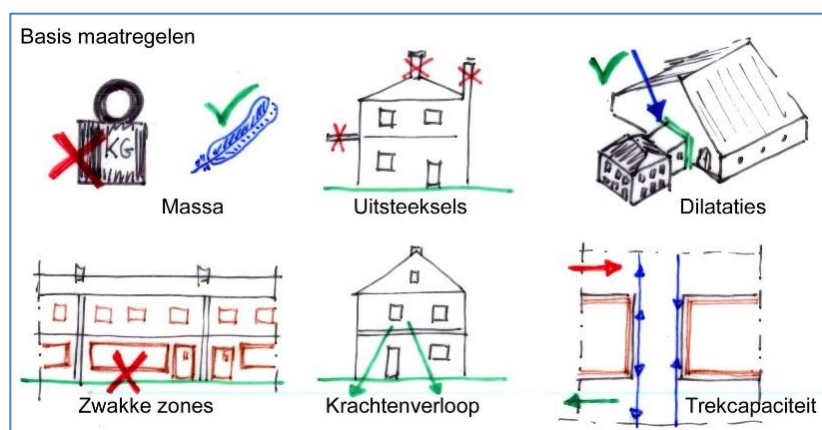 Basis maatregelen
KG
Massa
Uitsteeksels
Dilataties
Zwakke zones
Krachtenverloop
Trekcapaciteit